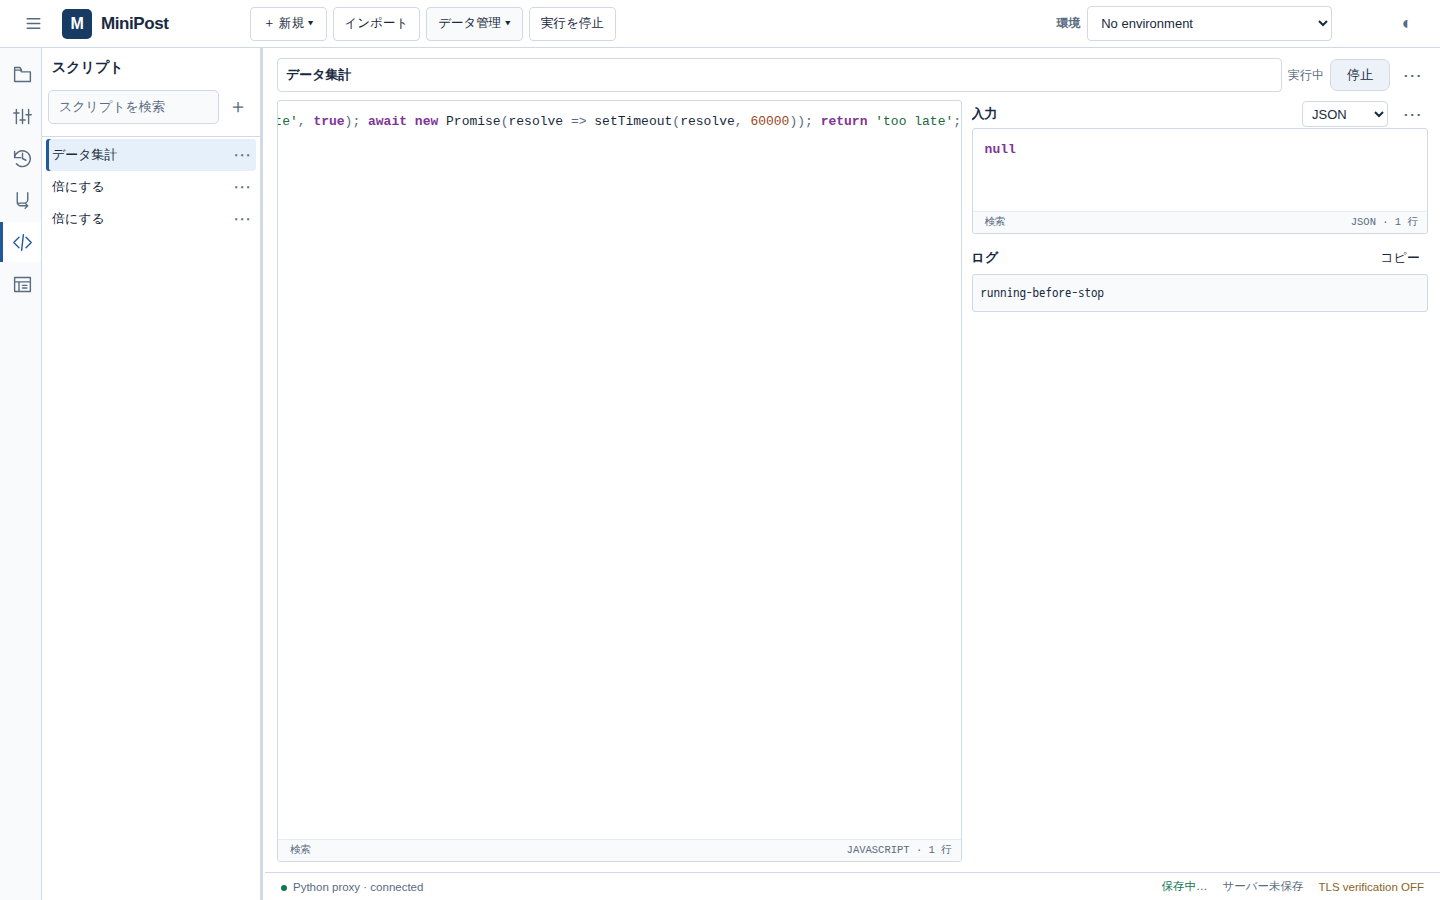 M MiniPost ＋ 新規 ▾ インポート データ管理 ▾ 実行を停止 環境 No environment
スクリプト
データ集計 実行中 停止 ···
スクリプトを検索 ＋
データ集計 ···
倍にする ···
倍にする ···
te', true); await new Promise(resolve => setTimeout(resolve, 60000)); return 'too late';
検索 JAVASCRIPT · 1 行
入力 JSON ···
null
検索 JSON · 1 行
ログ コピー
running-before-stop
Python proxy · connected 保存中… サーバー未保存 TLS verification OFF